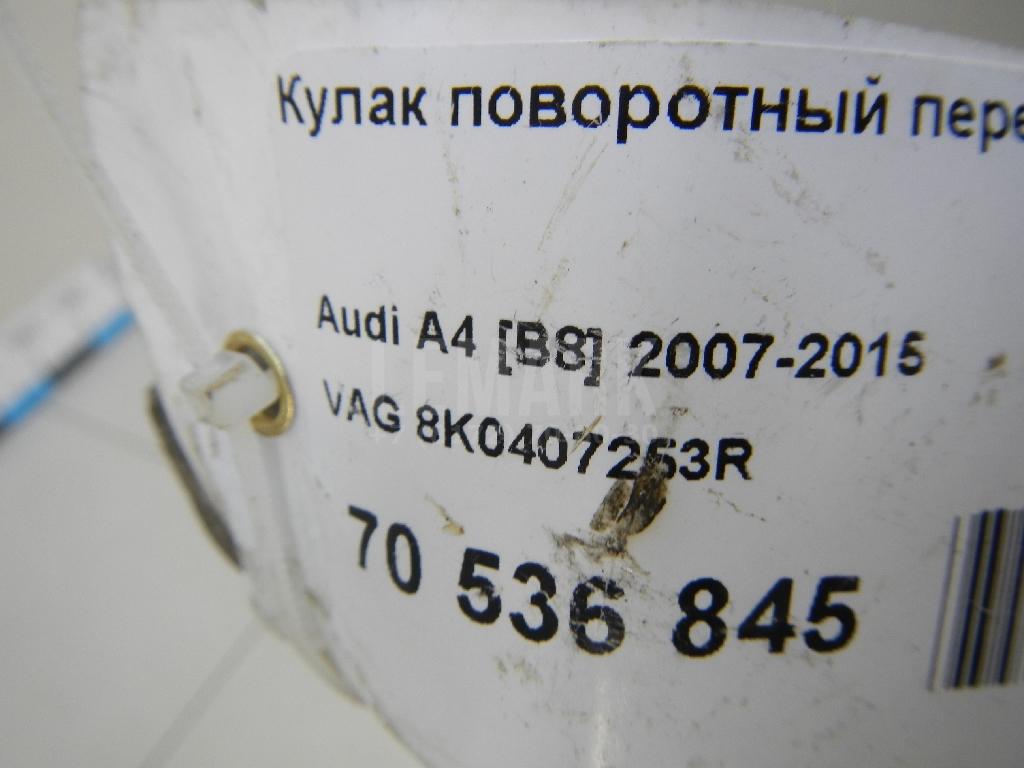 Кулак поворотный пере
Audi A4 [B8] 2007-2015
VAG 8K0407253R
70 536 845